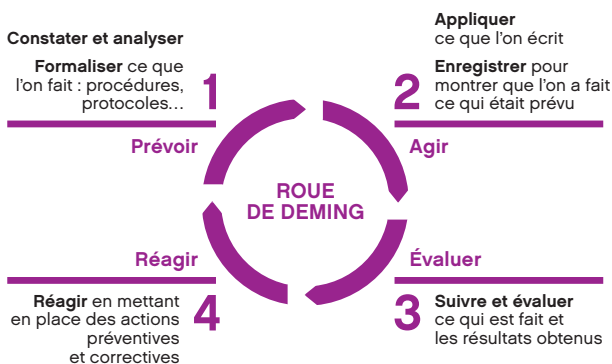 Constater et analyser
Formaliser ce que
l'on fait : procédures,
protocoles...
1
Prévoir
Appliquer
ce que l'on écrit
Enregistrer pour
montrer que l'on a fait
ce qui était prévu
2
Agir
ROUE
DE DEMING
Évaluer
3
Suivre et évaluer
ce qui est fait et
les résultats obtenus
Réagir
4
Réagir en mettant
en place des actions
préventives
et correctives